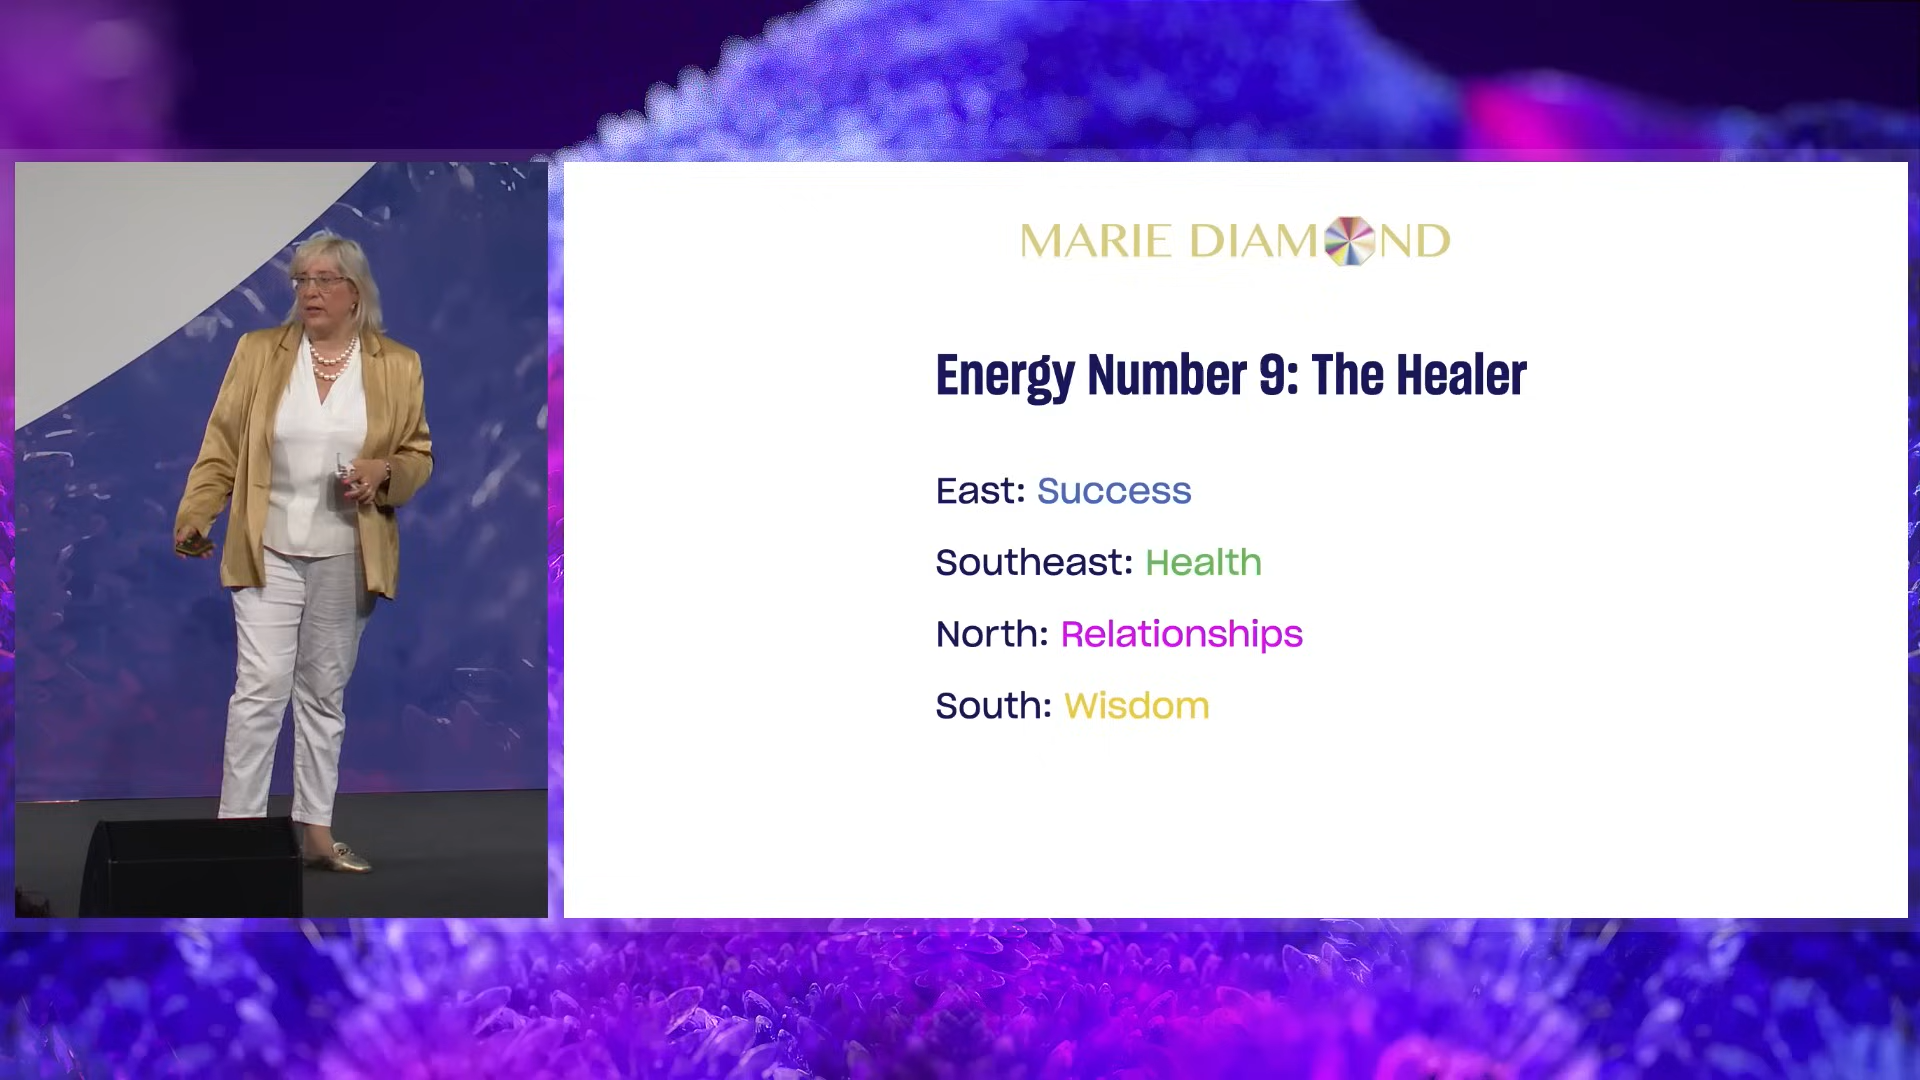 MARIE DIAMOND
Energy Number 9: The Healer
East: Success
Southeast: Health
North: Relationships
South: Wisdom